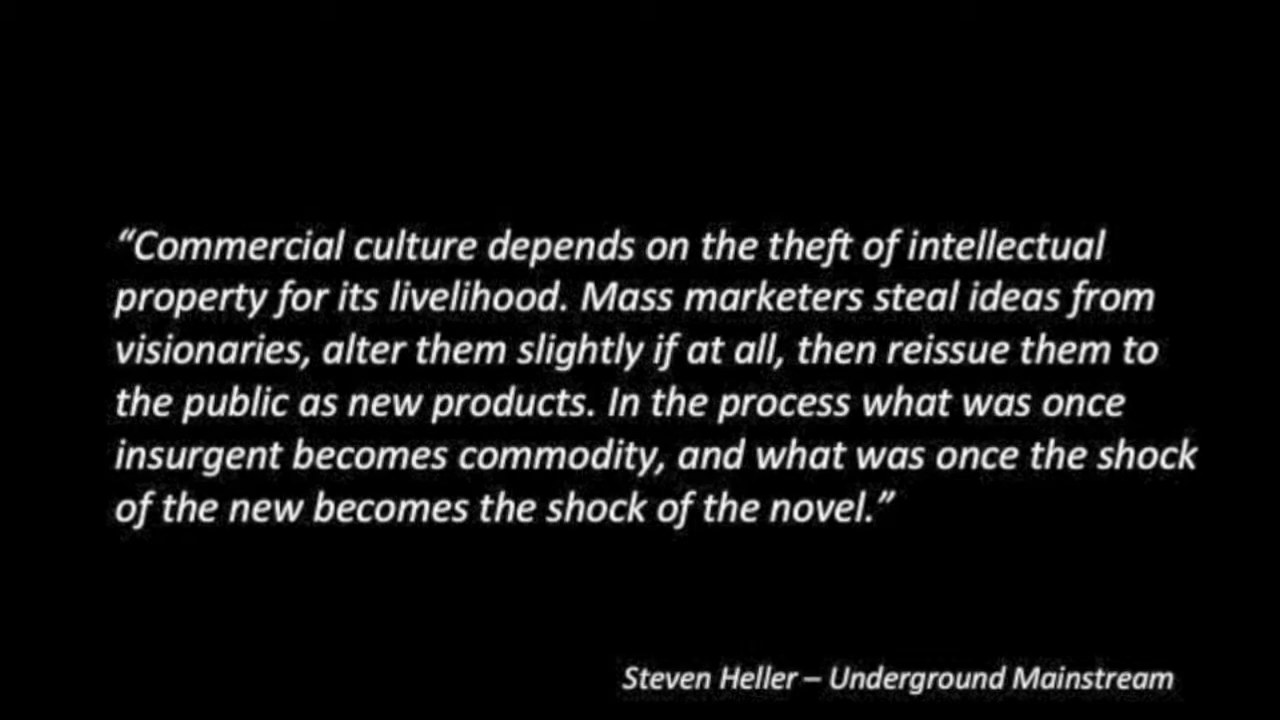 “Commercial culture depends on the theft of intellectual
property for its livelihood. Mass marketers steal ideas from
visionaries, alter them slightly if at all, then reissue them to
the public as new products. In the process what was once
insurgent becomes commodity, and what was once the shock
of the new becomes the shock of the novel.”
Steven Heller – Underground Mainstream